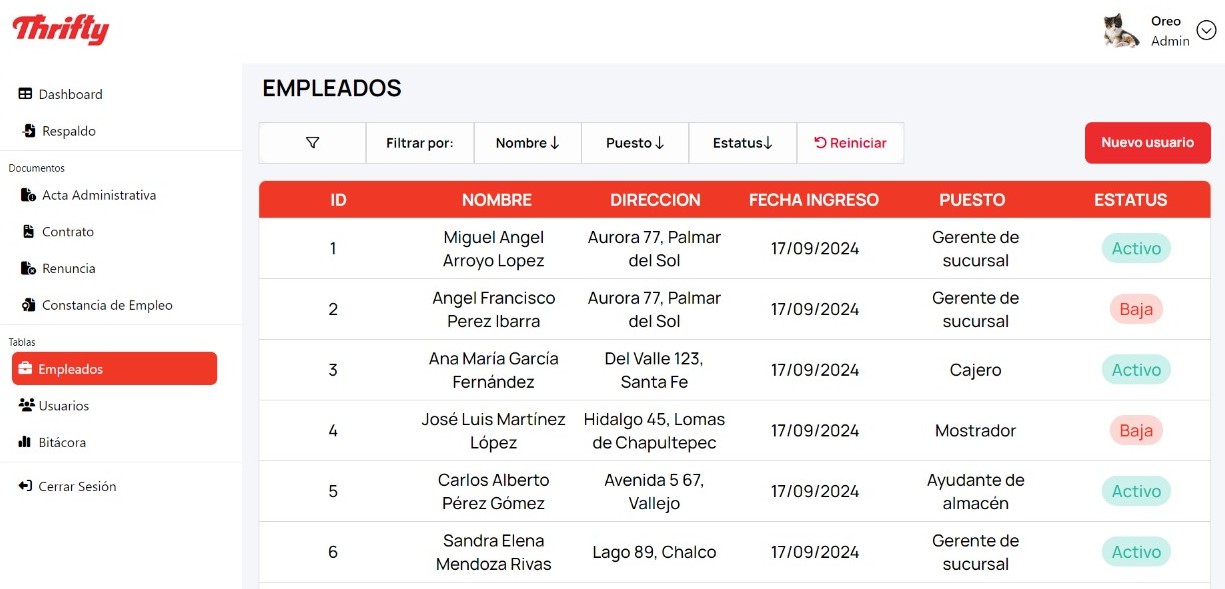 Thrifty
Oreo
Admin
Dashboard
Respaldo
Documentos
Acta Administrativa
Contrato
Renuncia
Constancia de Empleo
Tablas
Empleados
Usuarios
Bitácora
Cerrar Sesión
EMPLEADOS
Filtrar por: Nombre↓ Puesto↓ Estatus↓ Reiniciar
Nuevo usuario
ID NOMBRE DIRECCION FECHA INGRESO PUESTO ESTATUS
1 Miguel Angel Arroyo Lopez Aurora 77, Palmar del Sol 17/09/2024 Gerente de sucursal Activo
2 Angel Francisco Perez Ibarra Aurora 77, Palmar del Sol 17/09/2024 Gerente de sucursal Baja
3 Ana María García Fernández Del Valle 123, Santa Fe 17/09/2024 Cajero Activo
4 José Luis Martínez López Hidalgo 45, Lomas de Chapultepec 17/09/2024 Mostrador Baja
5 Carlos Alberto Pérez Gómez Avenida 5 67, Vallejo 17/09/2024 Ayudante de almacén Activo
6 Sandra Elena Mendoza Rivas Lago 89, Chalco 17/09/2024 Gerente de sucursal Activo